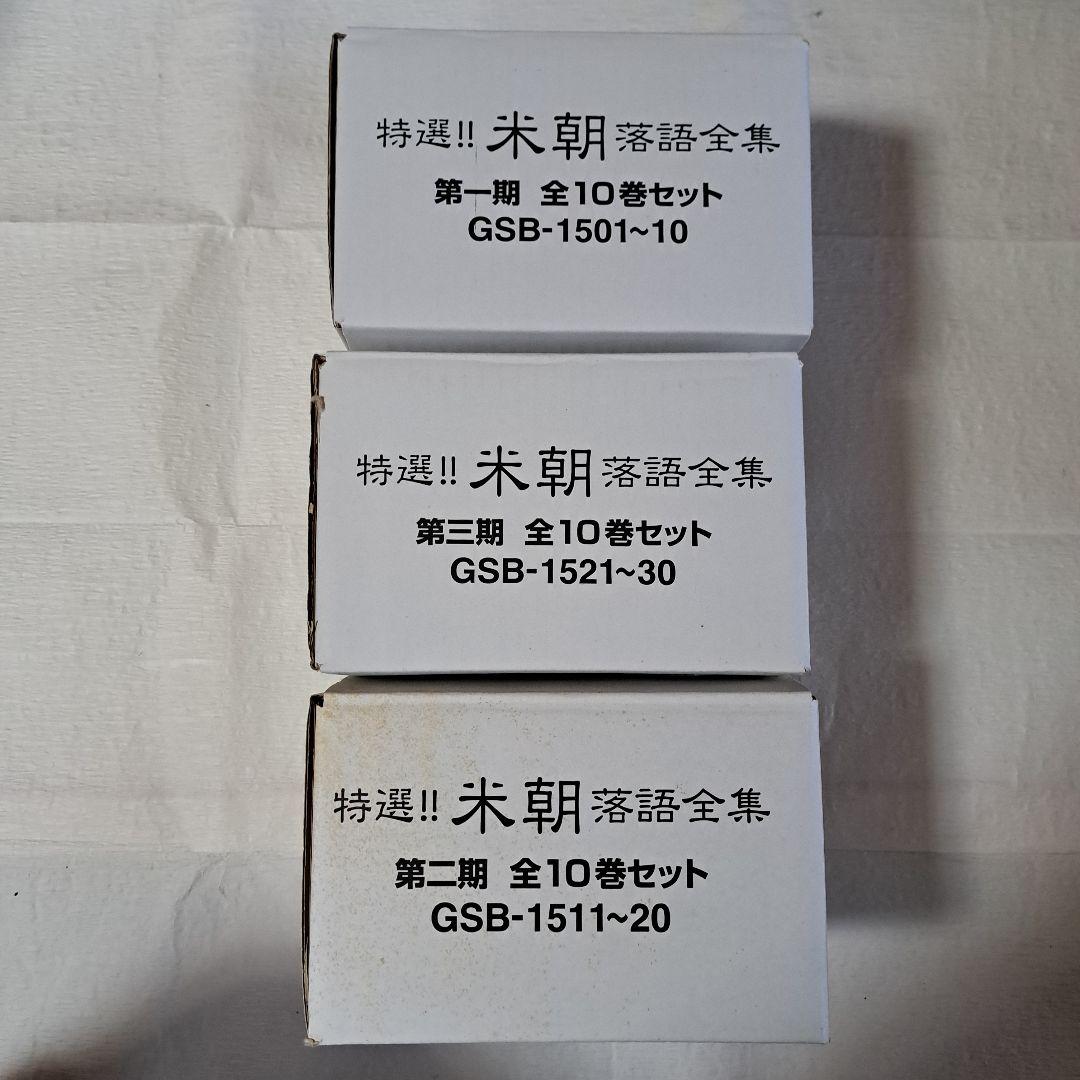 特選!! 米朝 落語全集
第一期 全10巻セット
GSB-1501~10
特選!! 米朝 落語全集
第三期 全10巻セット
GSB-1521~30
特選!! 米朝 落語全集
第二期 全10巻セット
GSB-1511~20